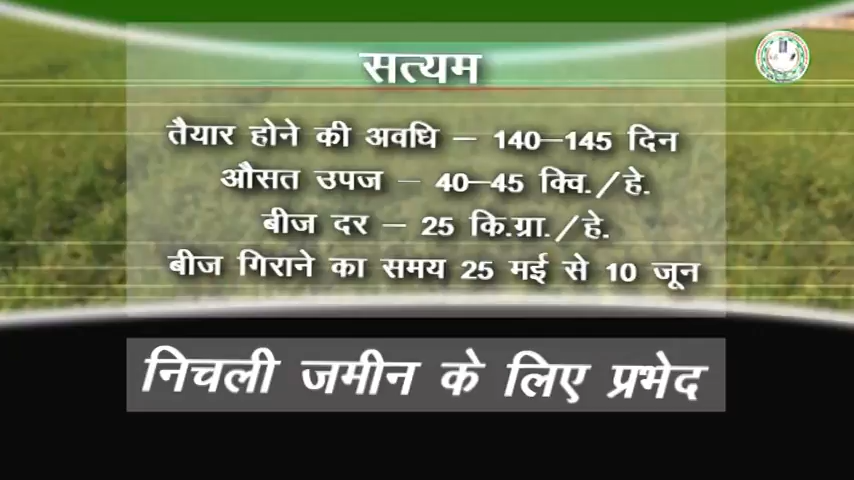 सत्यम
तैयार होने की अवधि – 140–145 दिन
औसत उपज – 40–45 क्वि./हे.
बीज दर – 25 कि.ग्रा./हे.
बीज गिराने का समय 25 मई से 10 जून
निचली जमीन के लिए प्रभेद